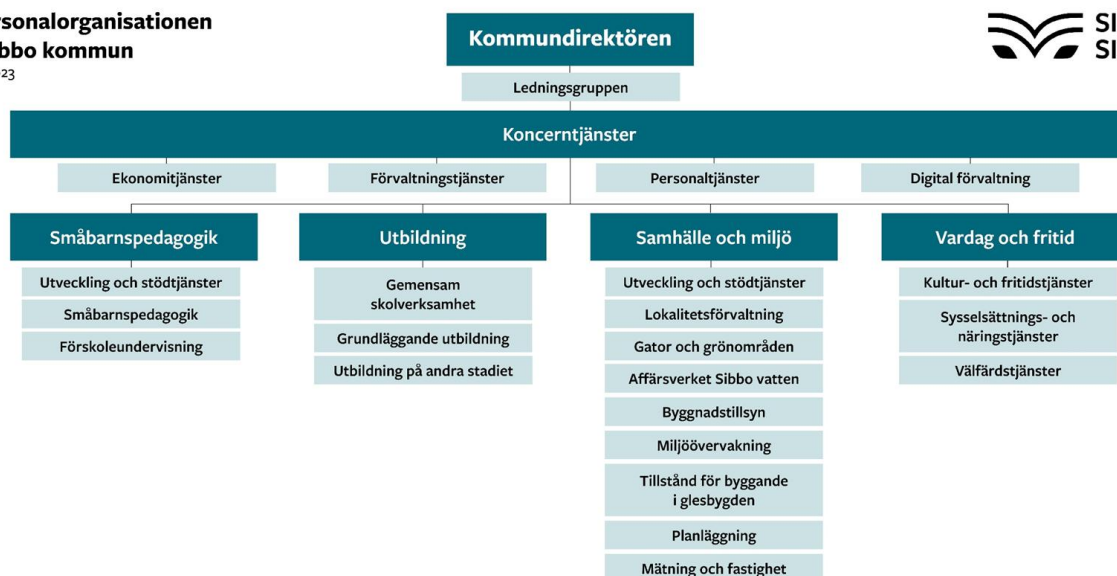 rsonalorganisationen
bbo kommun
23
Kommundirektören
SI
SI
Ledningsgruppen
Koncerntjänster
Ekonomitjänster
Förvaltningstjänster
Personaltjänster
Digital förvaltning
Småbarnspedagogik
Utveckling och stödtjänster
Småbarnspedagogik
Förskoleundervisning
Utbildning
Gemensam
skolverksamhet
Grundläggande utbildning
Utbildning på andra stadiet
Samhälle och miljö
Utveckling och stödtjänster
Lokalitetsförvaltning
Gator och grönområden
Affärsverket Sibbo vatten
Byggnadstillsyn
Miljöövervakning
Tillstånd för byggande
i glesbygden
Planläggning
Mätning och fastighet
Vardag och fritid
Kultur- och fritidstjänster
Sysselsättnings- och
näringstjänster
Välfärdstjänster